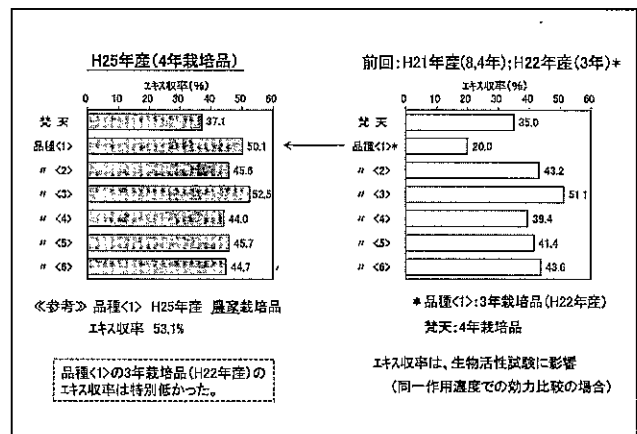 H25年産(4年栽培品)
エキス収率(%)
0 10 20 30 40 50 60
梵天 37.1
品種<1> 50.1
〃 <2> 45.6
〃 <3> 52.5
〃 <4> 44.0
〃 <5> 45.7
〃 <6> 44.7
≪参考≫ 品種<1> H25年産 農家栽培品
エキス収率 53.1%
品種<1>の3年栽培品(H22年産)の
エキス収率は特別低かった。
前回:H21年産(8,4年);H22年産(3年)*
エキス収率(%)
0 10 20 30 40 50 60
梵天 35.0
品種<1>* 20.0
〃 <2> 43.2
〃 <3> 51.1
〃 <4> 39.4
〃 <5> 41.4
〃 <6> 43.6
*品種<1>:3年栽培品(H22年産)
梵天:4年栽培品
エキス収率は、生物活性試験に影響
(同一作用濃度での効力比較の場合)